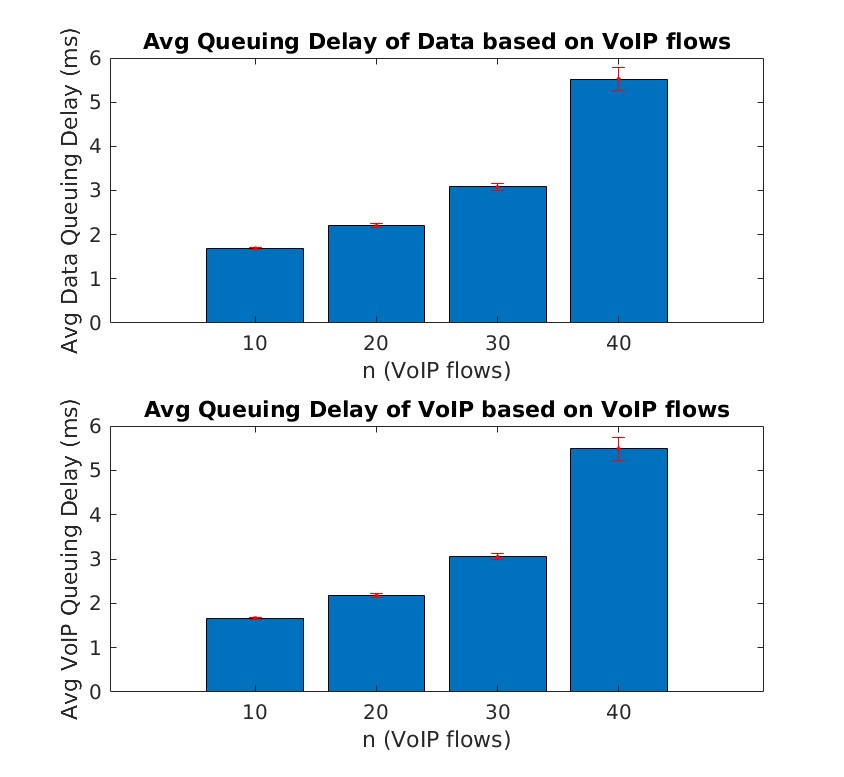 Avg Queuing Delay of Data based on VoIP flows
Avg Data Queuing Delay (ms)
6
5
4
3
2
1
0
10 20 30 40
n (VoIP flows)
Avg Queuing Delay of VoIP based on VoIP flows
Avg VoIP Queuing Delay (ms)
6
5
4
3
2
1
0
10 20 30 40
n (VoIP flows)